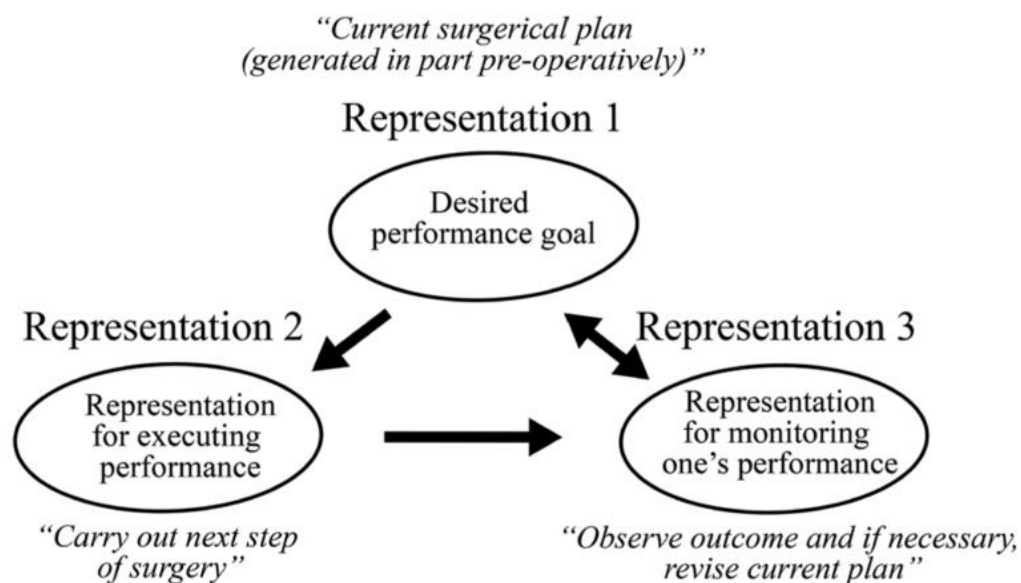 “Current surgerical plan
(generated in part pre-operatively)”
Representation 1
Desired
performance goal
Representation 2
Representation 3
Representation
for executing
performance
Representation
for monitoring
one’s performance
“Carry out next step
of surgery”
“Observe outcome and if necessary,
revise current plan”